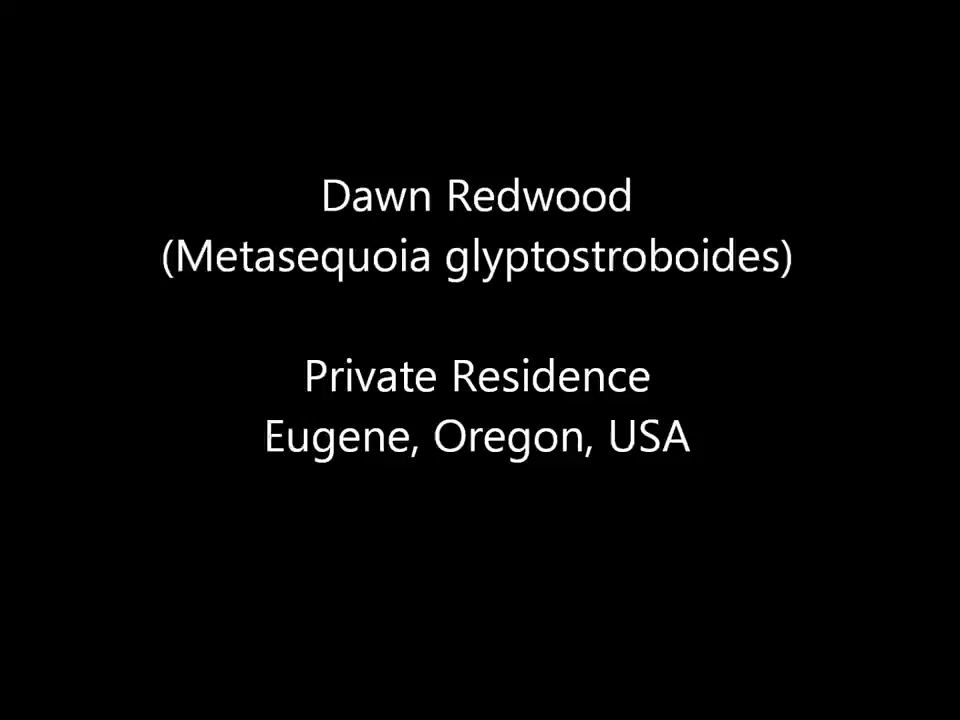 Dawn Redwood
(Metasequoia glyptostroboides)
Private Residence
Eugene, Oregon, USA